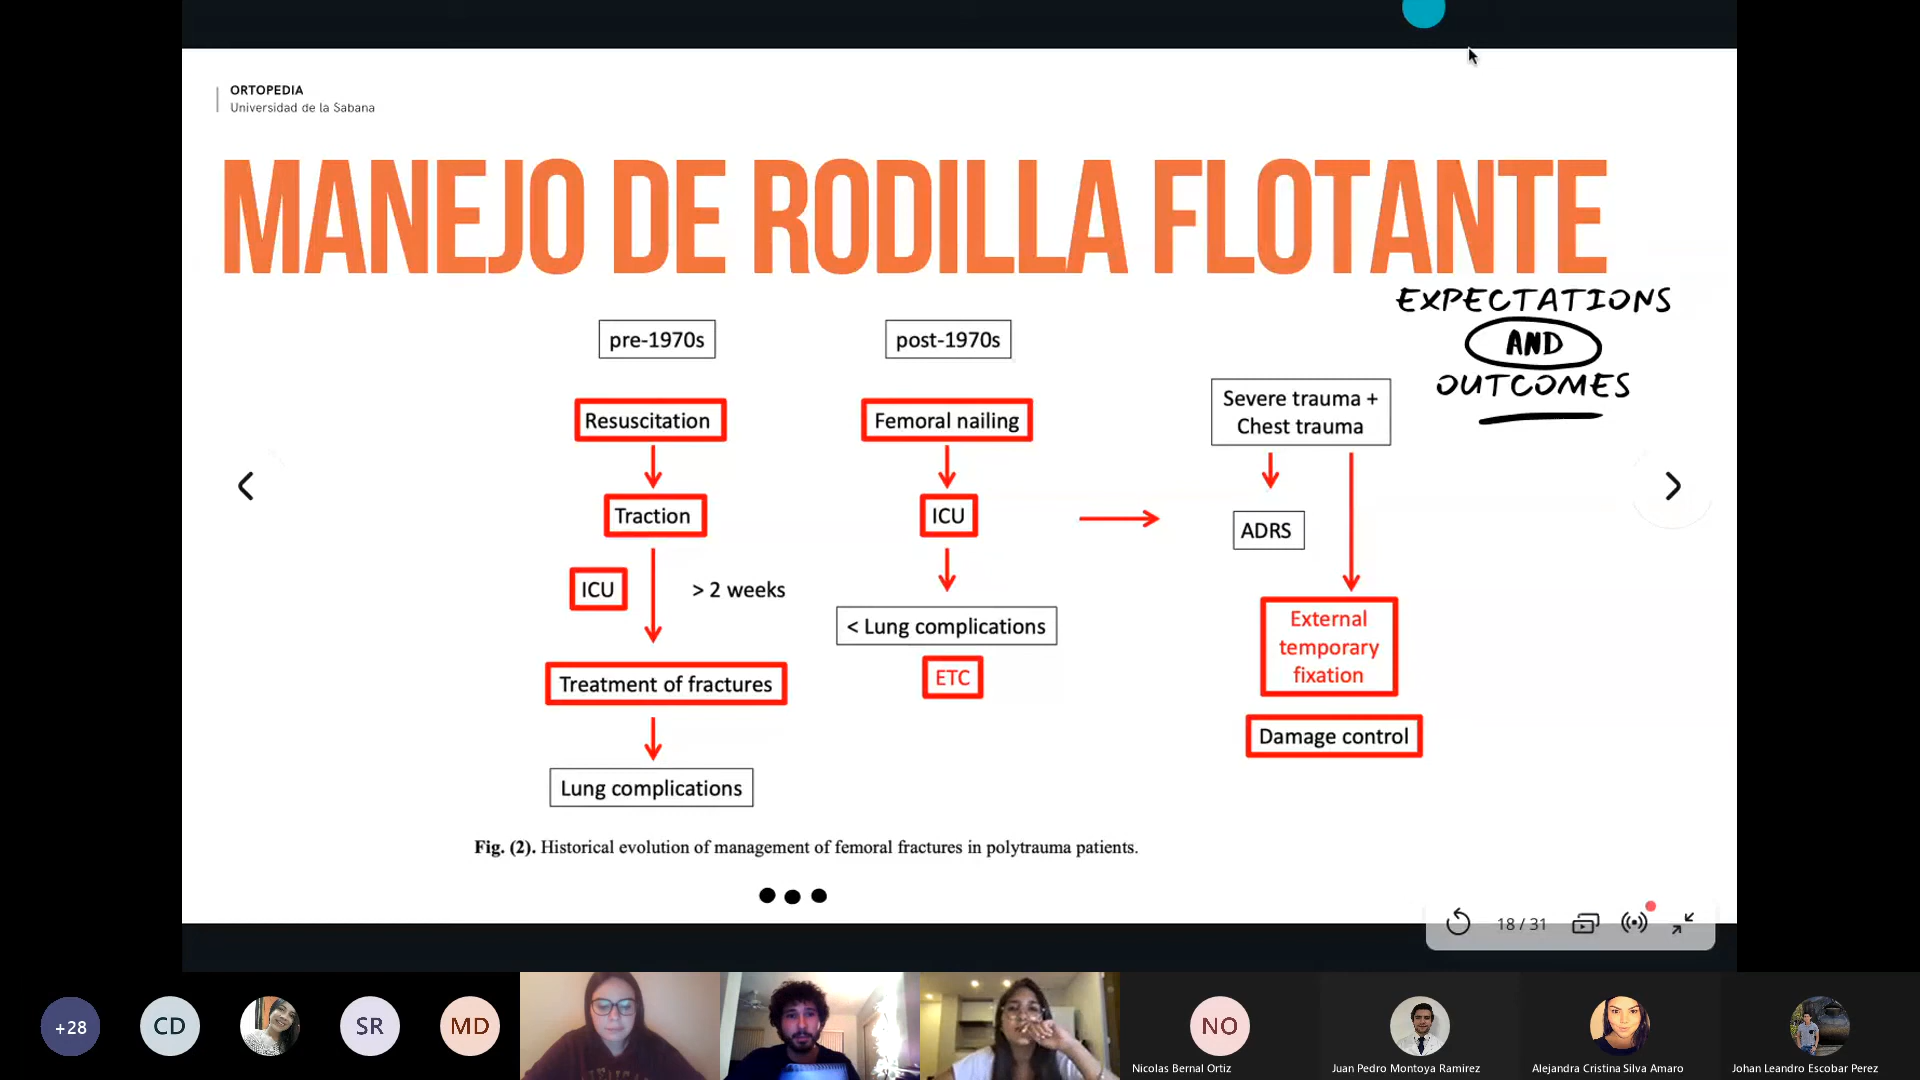 ORTOPEDIA
Universidad de la Sabana
MANEJO DE RODILLA FLOTANTE
EXPECTATIONS
AND
OUTCOMES
pre-1970s
Resuscitation
Traction
ICU
> 2 weeks
Treatment of fractures
Lung complications
post-1970s
Femoral nailing
ICU
< Lung complications
ETC
Severe trauma +
Chest trauma
ADRS
External
temporary
fixation
Damage control
Fig. (2). Historical evolution of management of femoral fractures in polytrauma patients.
18 / 31
+28
CD
SR
MD
NO
Nicolas Bernal Ortiz
Juan Pedro Montoya Ramirez
Alejandra Cristina Silva Amaro
Johan Leandro Escobar Perez